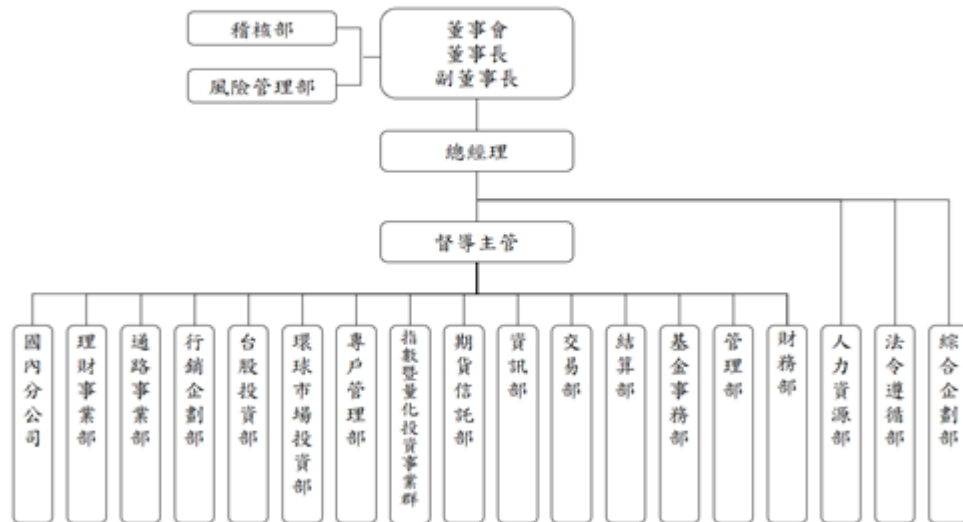 稽核部
風險管理部
董事會
董事長
副董事長
總經理
督導主管
國內分公司
理財事業部
通路事業部
行銷企劃部
台股投資部
環球市場投資部
專戶管理部
指數暨量化投資事業群
期貨信託部
資訊部
交易部
結算部
基金事務部
管理部
財務部
人力資源部
法令遵循部
綜合企劃部